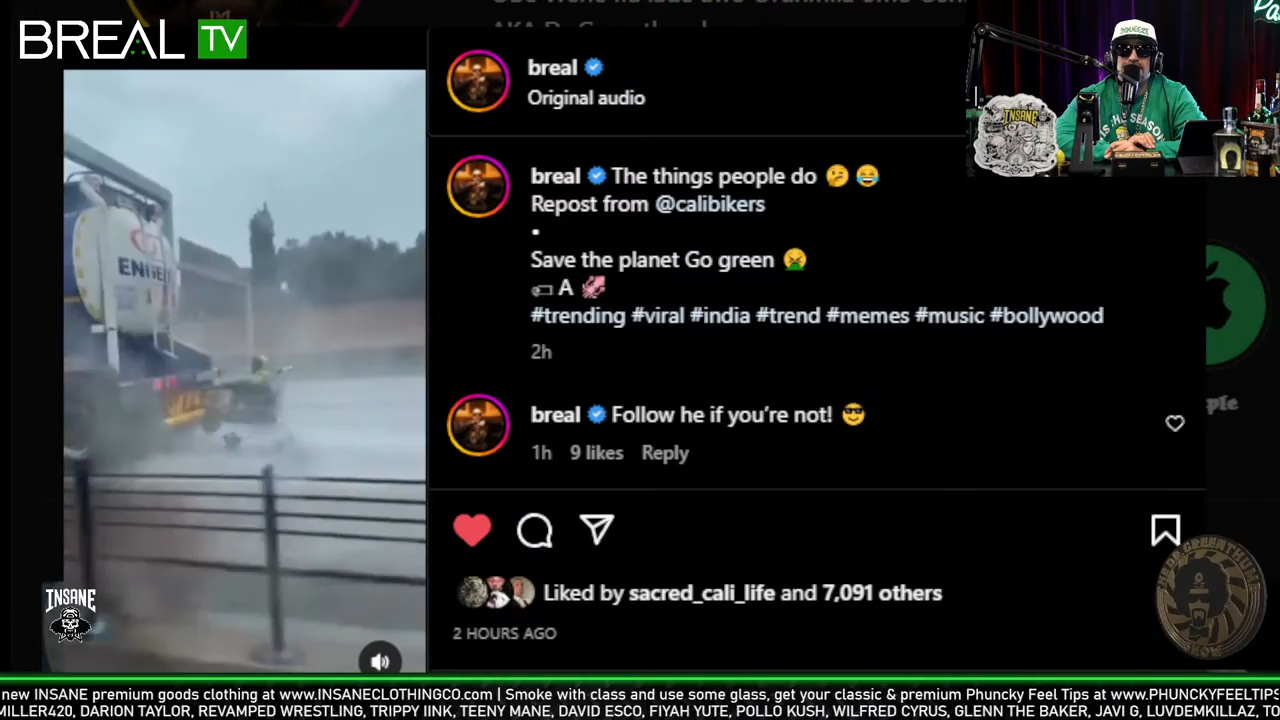 BREAL TV
breal
Original audio
breal The things people do 🤔 😂
Repost from @calibikers
•
Save the planet Go green 🤮
🏷 A 🦑
#trending #viral #india #trend #memes #music #bollywood
2h
breal Follow he if you're not! 😎
1h 9 likes Reply
Liked by sacred_cali_life and 7,091 others
2 HOURS AGO
INSANE
INSANE
SQUEEZE
new INSANE premium goods clothing at www.INSANECLOTHINGCO.com | Smoke with class and use some glass, get your classic & premium Phuncky Feel Tips at www.PHUNCKYFEELTIPS
MILLER420, DARION TAYLOR, REVAMPED WRESTLING, TRIPPY IINK, TEENY MANE, DAVID ESCO, FIYAH YUTE, POLLO KUSH, WILFRED CYRUS, GLENN THE BAKER, JAVI G, LUVDEMKILLAZ, TO